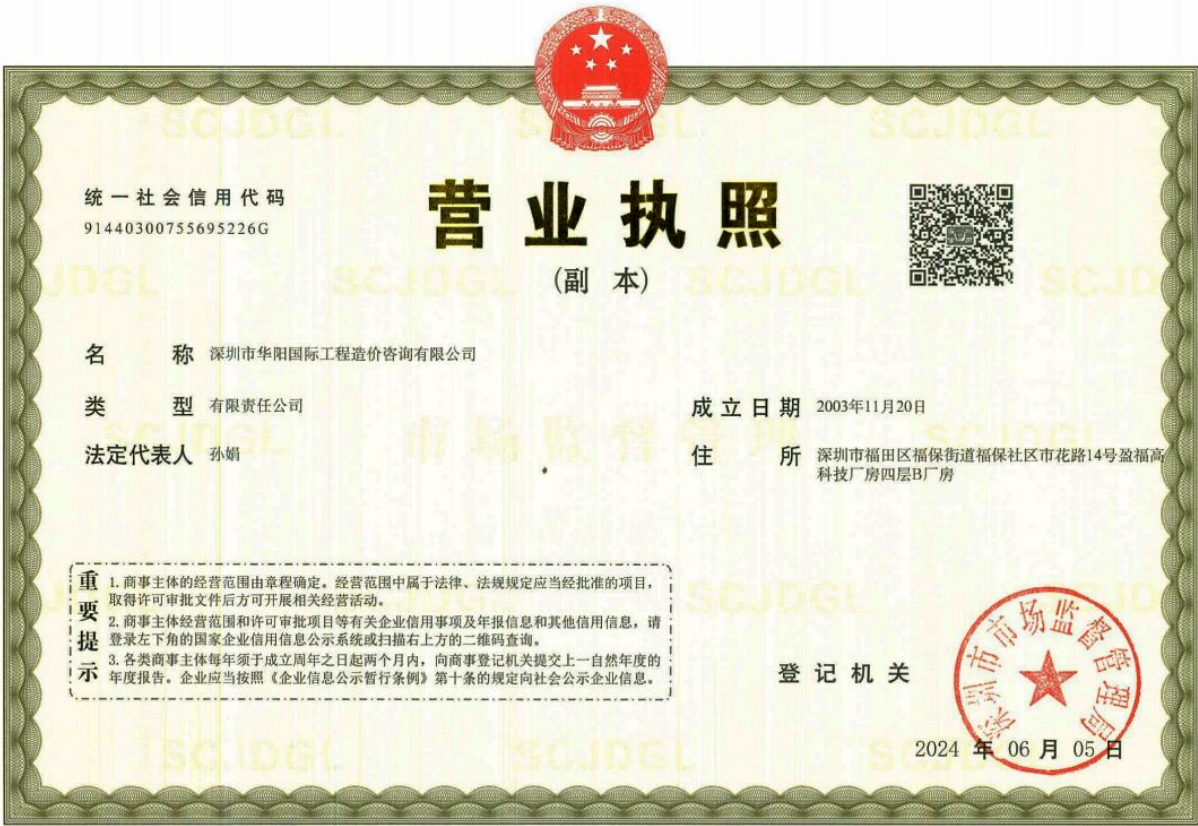 统一社会信用代码
91440300755695226G
营业执照
(副 本)
名 称 深圳市华阳国际工程造价咨询有限公司
类 型 有限责任公司
法定代表人 孙娟
成立日期 2003年11月20日
住 所 深圳市福田区福保街道福保社区市花路14号盈福高
科技厂房四层B厂房
重要提示
1.商事主体的经营范围由章程确定。经营范围中属于法律、法规规定应当经批准的项目，
取得许可审批文件后方可开展相关经营活动。
2.商事主体经营范围和许可审批项目等有关企业信用事项及年报信息和其他信用信息，请
登录左下角的国家企业信用信息公示系统或扫描右上方的二维码查询。
3.各类商事主体每年须于成立周年之日起两个月内，向商事登记机关提交上一自然年度的
年度报告。企业应当按照《企业信息公示暂行条例》第十条的规定向社会公示企业信息。
登记机关
深圳市市场监督管理局
2024 年 06 月 05 日
SCJDGL
市场监督管理